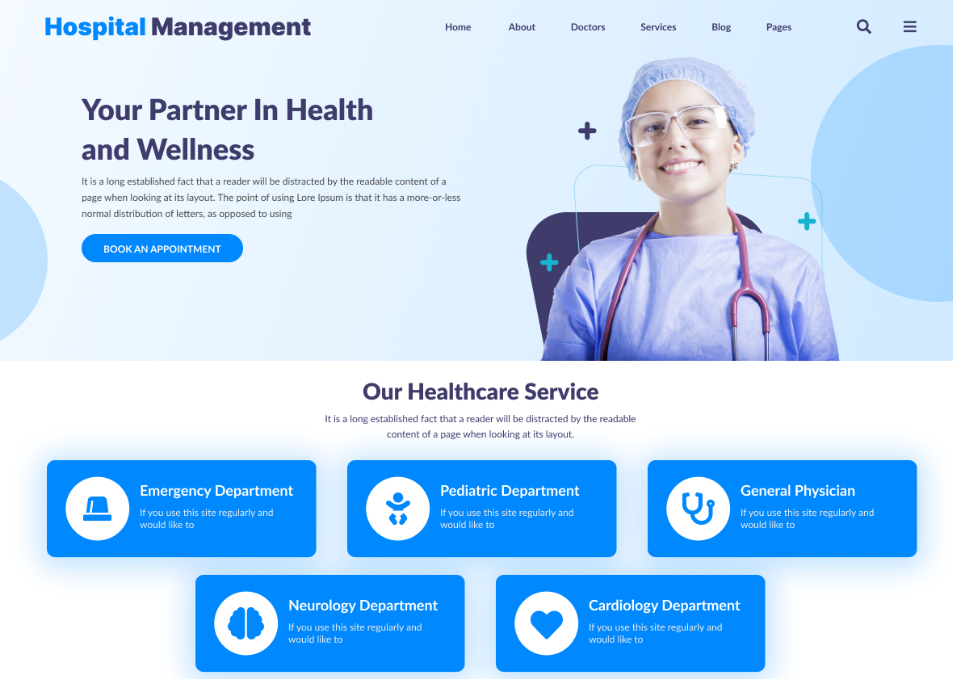 Hospital Management
Home About Doctors Services Blog Pages
Your Partner In Health
and Wellness
It is a long established fact that a reader will be distracted by the readable content of a
page when looking at its layout. The point of using Lore Ipsum is that it has a more-or-less
normal distribution of letters, as opposed to using
BOOK AN APPOINTMENT
Our Healthcare Service
It is a long established fact that a reader will be distracted by the readable
content of a page when looking at its layout.
Emergency Department
If you use this site regularly and
would like to
Pediatric Department
If you use this site regularly and
would like to
General Physician
If you use this site regularly and
would like to
Neurology Department
If you use this site regularly and
would like to
Cardiology Department
If you use this site regularly and
would like to